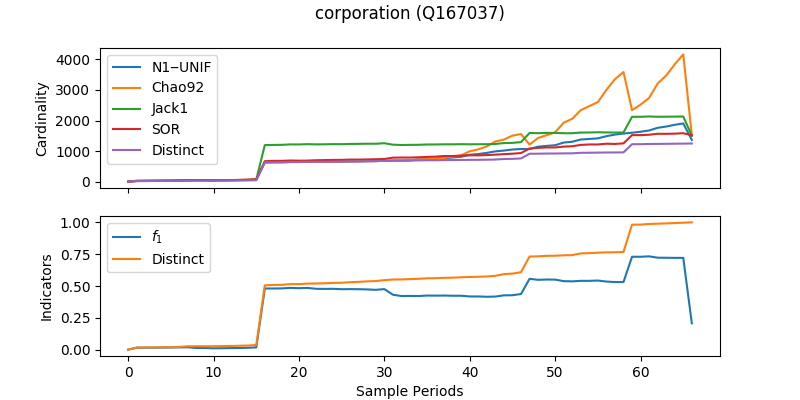 corporation (Q167037)
Cardinality
4000
3000
2000
1000
0
N1‒UNIF
Chao92
Jack1
SOR
Distinct
Indicators
1.00
0.75
0.50
0.25
0.00
f1
Distinct
0 10 20 30 40 50 60
Sample Periods